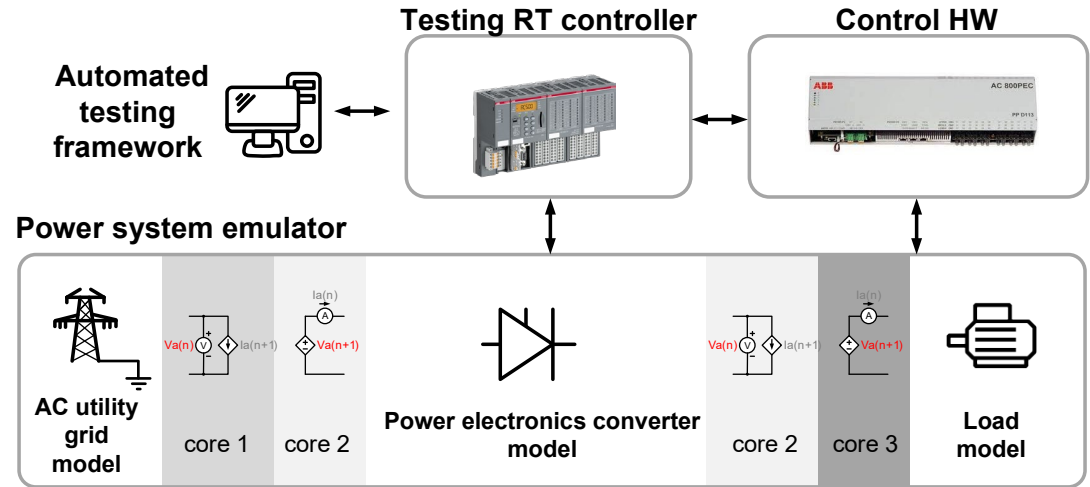 Testing RT controller
Control HW
Automated
testing
framework
AC500
ABB
AC 800PEC
PP D113
Power system emulator
Va(n)
V
Ia(n+1)
Ia(n)
A
Va(n+1)
Va(n)
V
Ia(n+1)
Ia(n)
A
Va(n+1)
AC utility
grid
model
core 1
core 2
Power electronics converter
model
core 2
core 3
Load
model